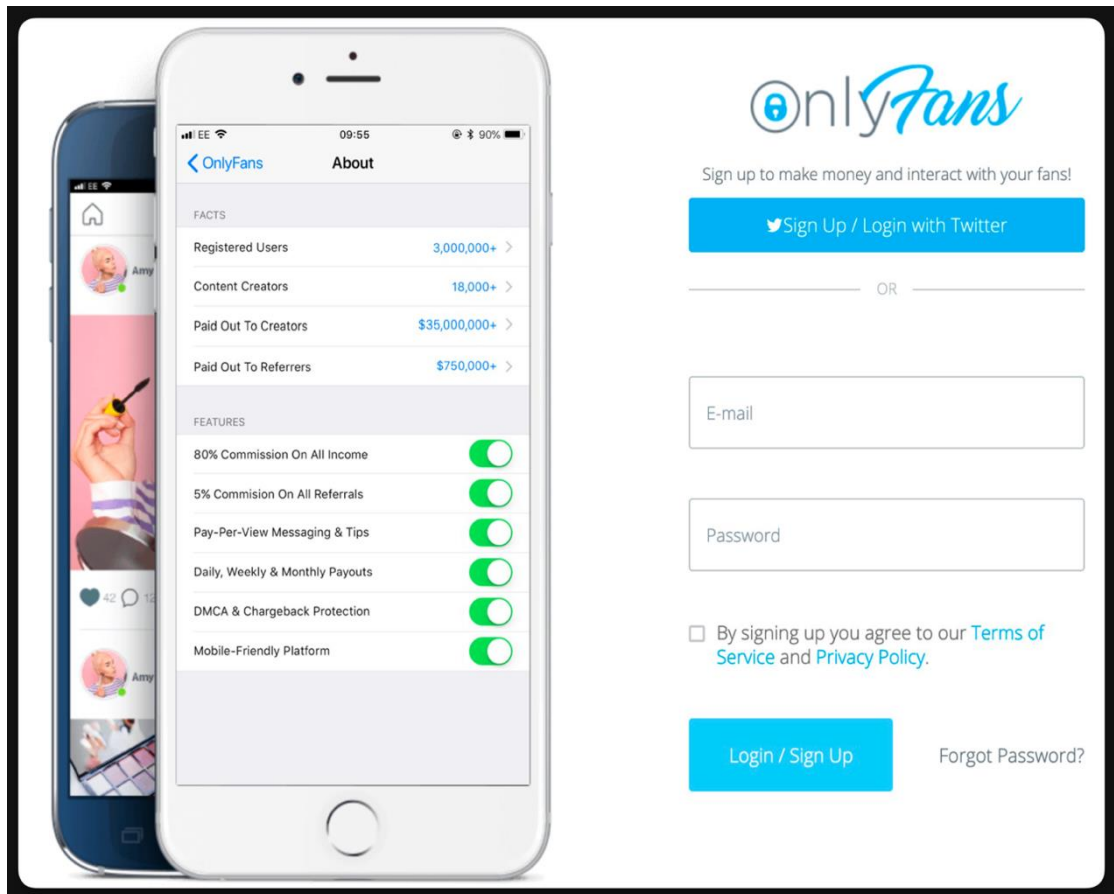 EE
Amy
42
12
Amy
EE 09:55 90%
OnlyFans About
FACTS
Registered Users 3,000,000+
Content Creators 18,000+
Paid Out To Creators $35,000,000+
Paid Out To Referrers $750,000+
FEATURES
80% Commission On All Income
5% Commision On All Referrals
Pay-Per-View Messaging & Tips
Daily, Weekly & Monthly Payouts
DMCA & Chargeback Protection
Mobile-Friendly Platform
OnlyFans
Sign up to make money and interact with your fans!
Sign Up / Login with Twitter
OR
E-mail
Password
By signing up you agree to our Terms of
Service and Privacy Policy.
Login / Sign Up Forgot Password?